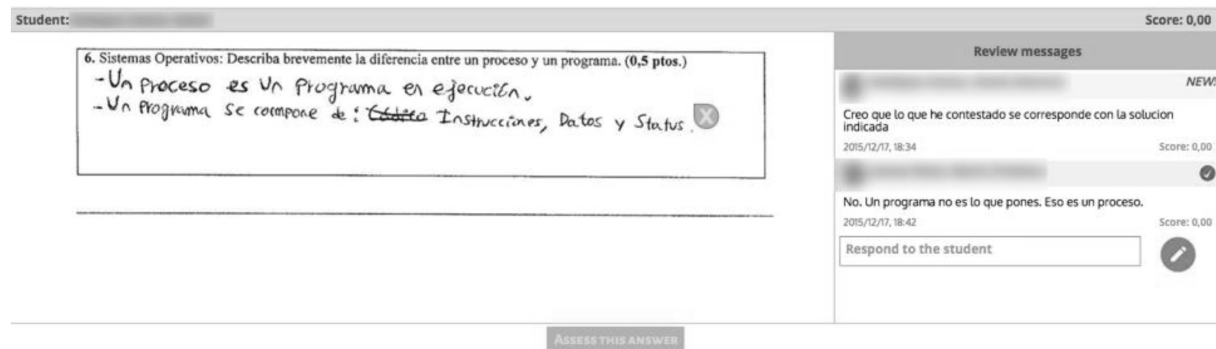 Student:
Score: 0,00
6. Sistemas Operativos: Describa brevemente la diferencia entre un proceso y un programa. (0,5 ptos.)
- Un Proceso es Un Programa en ejecución.
- Un Programa se compone de: Instrucciones, Datos y Status.
X
Review messages
NEW!
Creo que lo que he contestado se corresponde con la solucion
indicada
2015/12/17, 18:34 Score: 0,00
No. Un programa no es lo que pones. Eso es un proceso.
2015/12/17, 18:42 Score: 0,00
Respond to the student
ASSESS THIS ANSWER